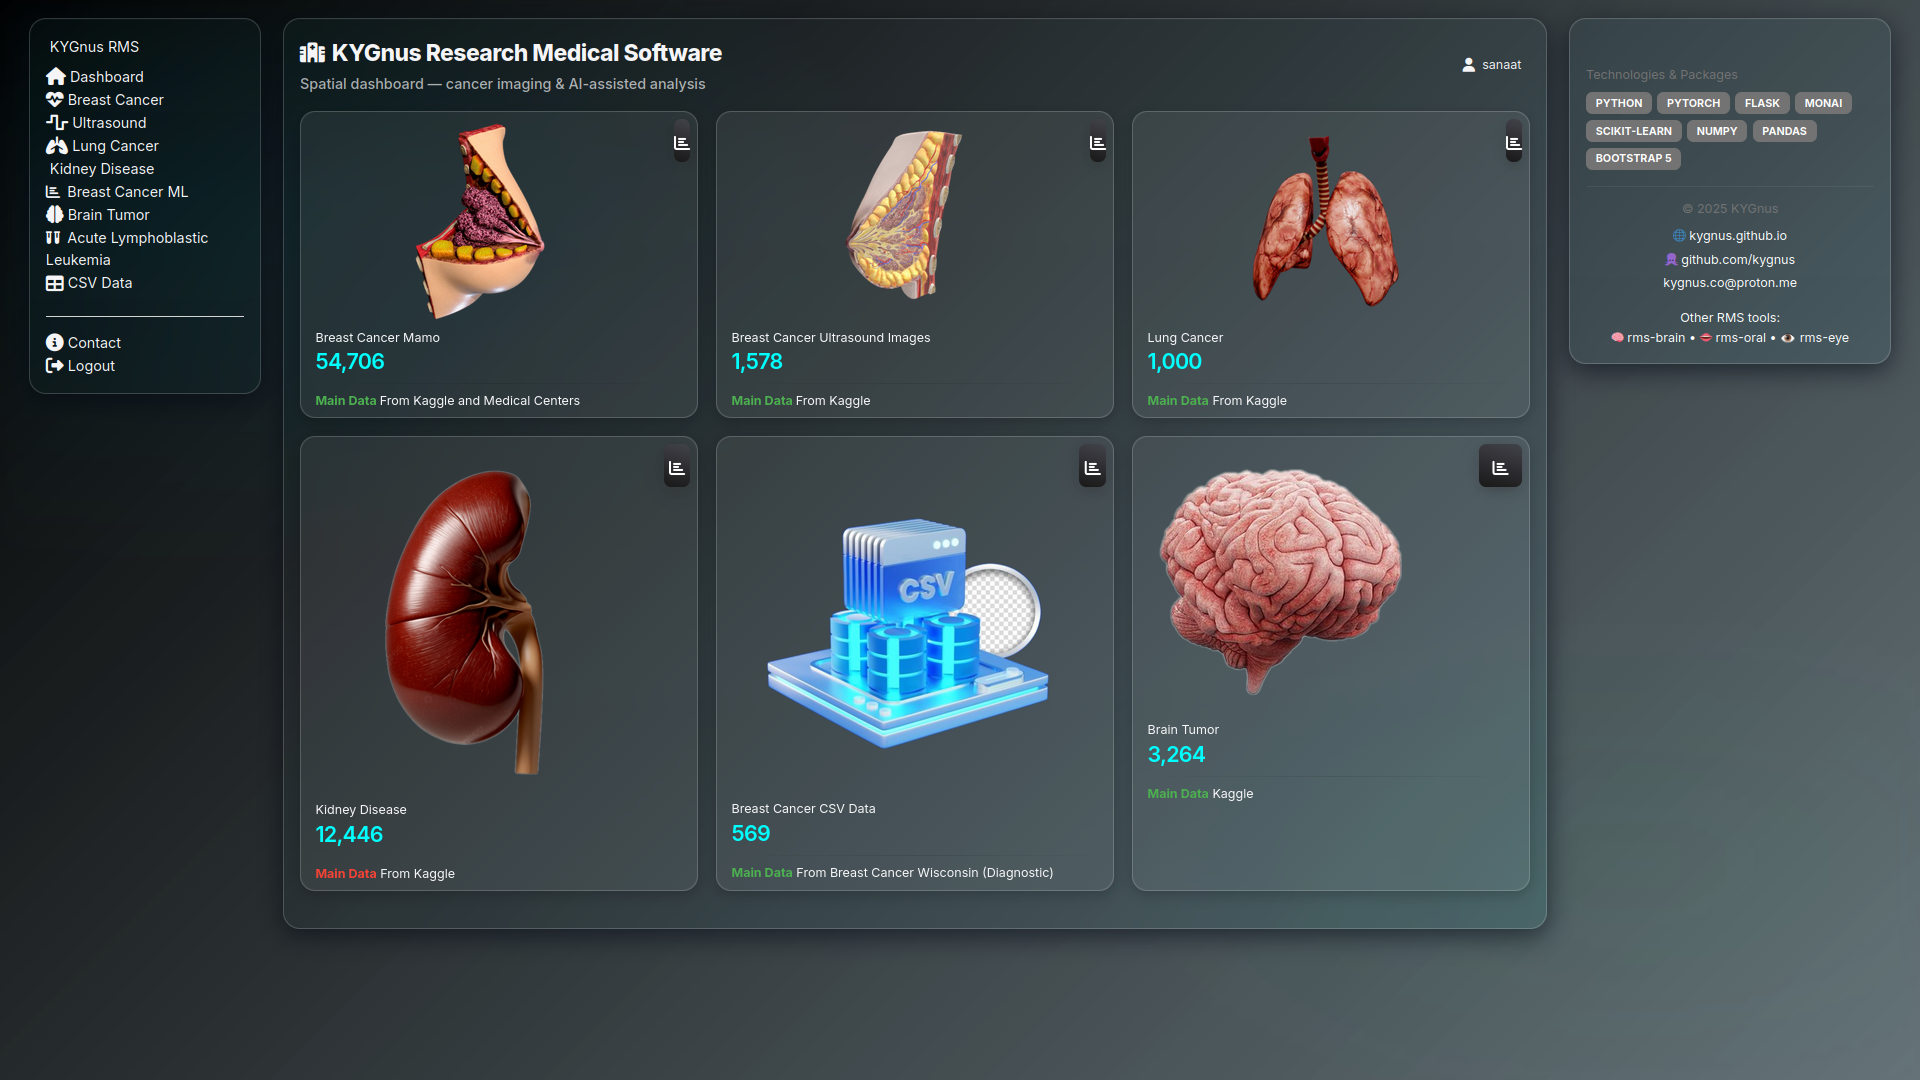 KYGnus RMS
Dashboard
Breast Cancer
Ultrasound
Lung Cancer
Kidney Disease
Breast Cancer ML
Brain Tumor
Acute Lymphoblastic
Leukemia
CSV Data
Contact
Logout
KYGnus Research Medical Software
Spatial dashboard — cancer imaging & AI-assisted analysis
sanaat
Breast Cancer Mamo
54,706
Main Data From Kaggle and Medical Centers
Breast Cancer Ultrasound Images
1,578
Main Data From Kaggle
Lung Cancer
1,000
Main Data From Kaggle
Kidney Disease
12,446
Main Data From Kaggle
CSV
Breast Cancer CSV Data
569
Main Data From Breast Cancer Wisconsin (Diagnostic)
Brain Tumor
3,264
Main Data Kaggle
Technologies & Packages
PYTHON PYTORCH FLASK MONAI
SCIKIT-LEARN NUMPY PANDAS
BOOTSTRAP 5
© 2025 KYGnus
kygnus.github.io
github.com/kygnus
kygnus.co@proton.me
Other RMS tools:
rms-brain • rms-oral • rms-eye